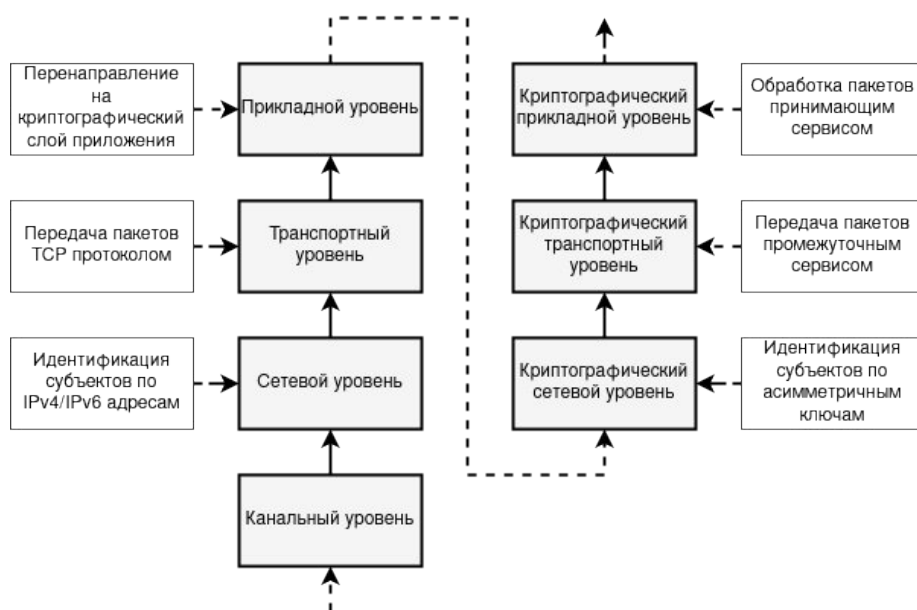 Перенаправление
на
криптографический
слой приложения
Прикладной уровень
Криптографический
прикладной уровень
Обработка пакетов
принимающим
сервисом
Передача пакетов
TCP протоколом
Транспортный
уровень
Криптографический
транспортный
уровень
Передача пакетов
промежуточным
сервисом
Идентификация
субъектов по
IPv4/IPv6 адресам
Сетевой уровень
Криптографический
сетевой уровень
Идентификация
субъектов по
асимметричным
ключам
Канальный уровень